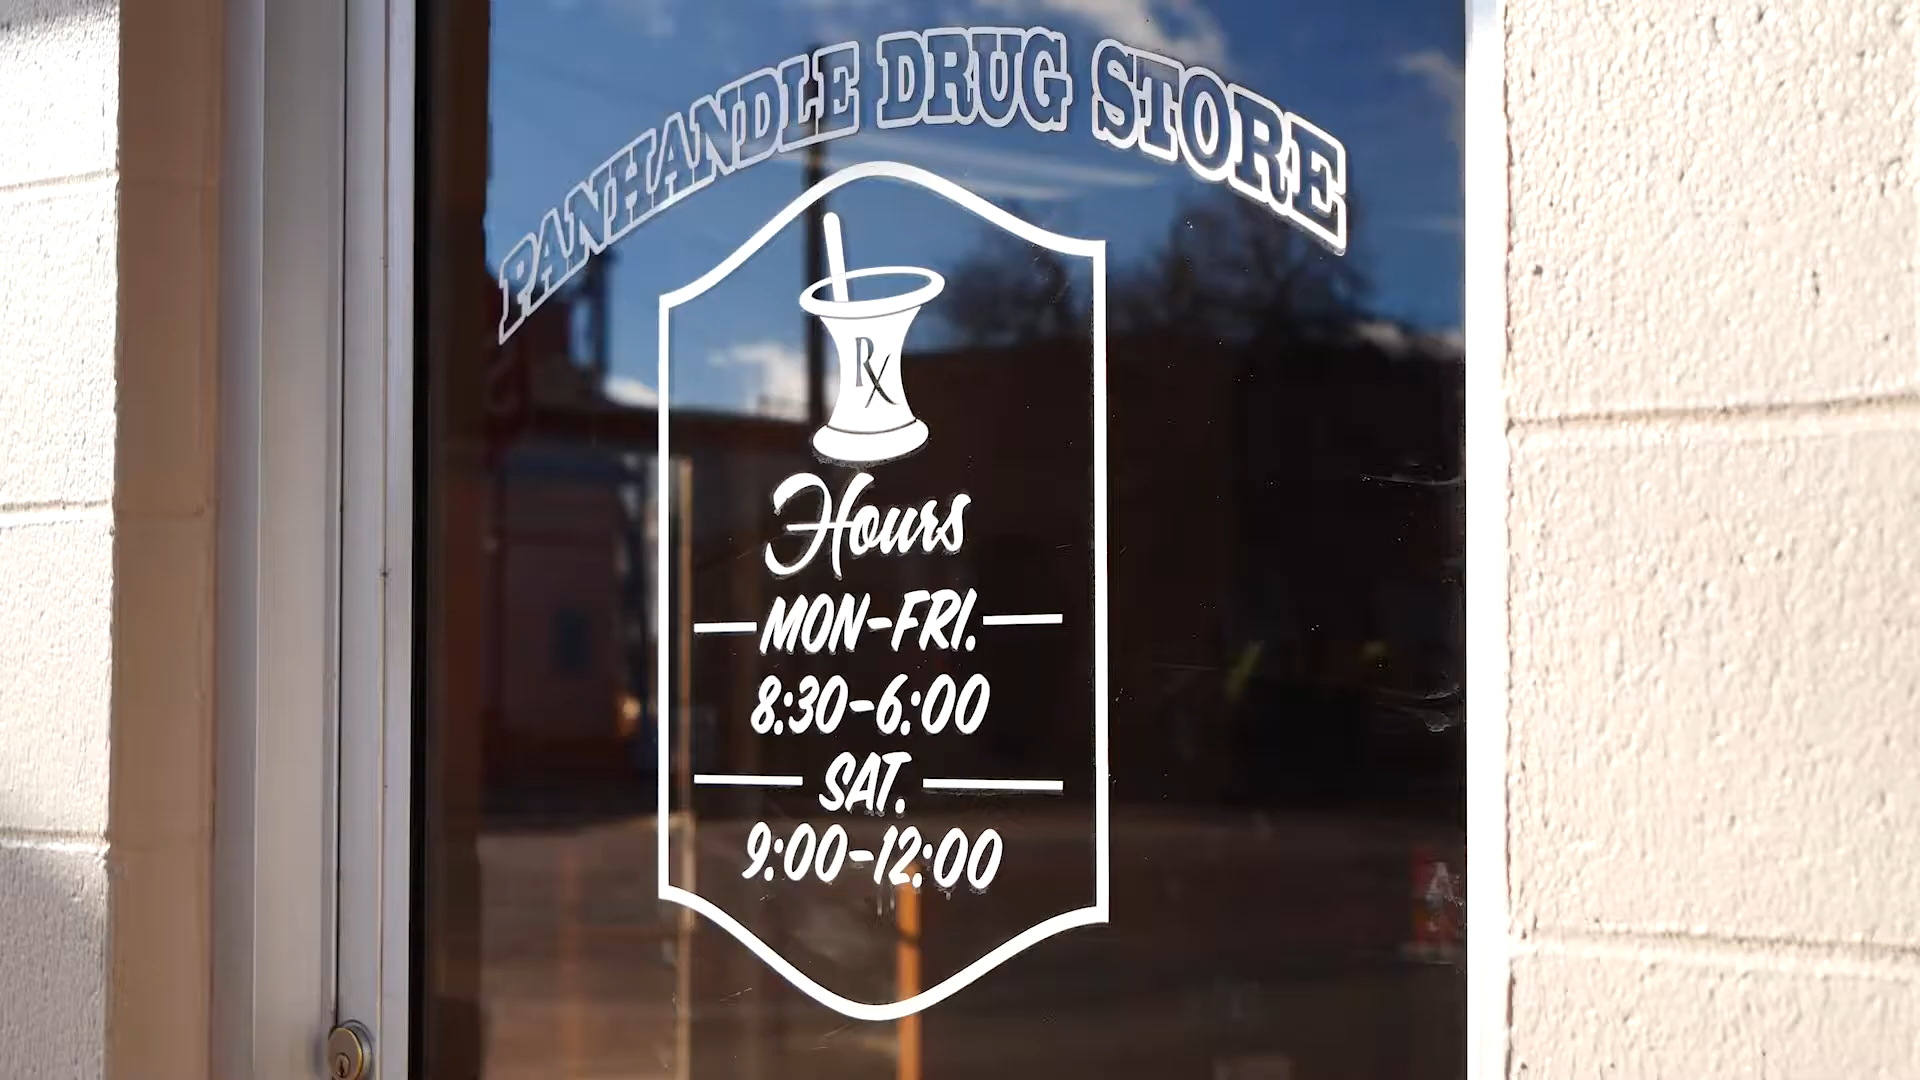 PANHANDLE DRUG STORE
Rx
Hours
MON-FRI.
8:30-6:00
SAT.
9:00-12:00